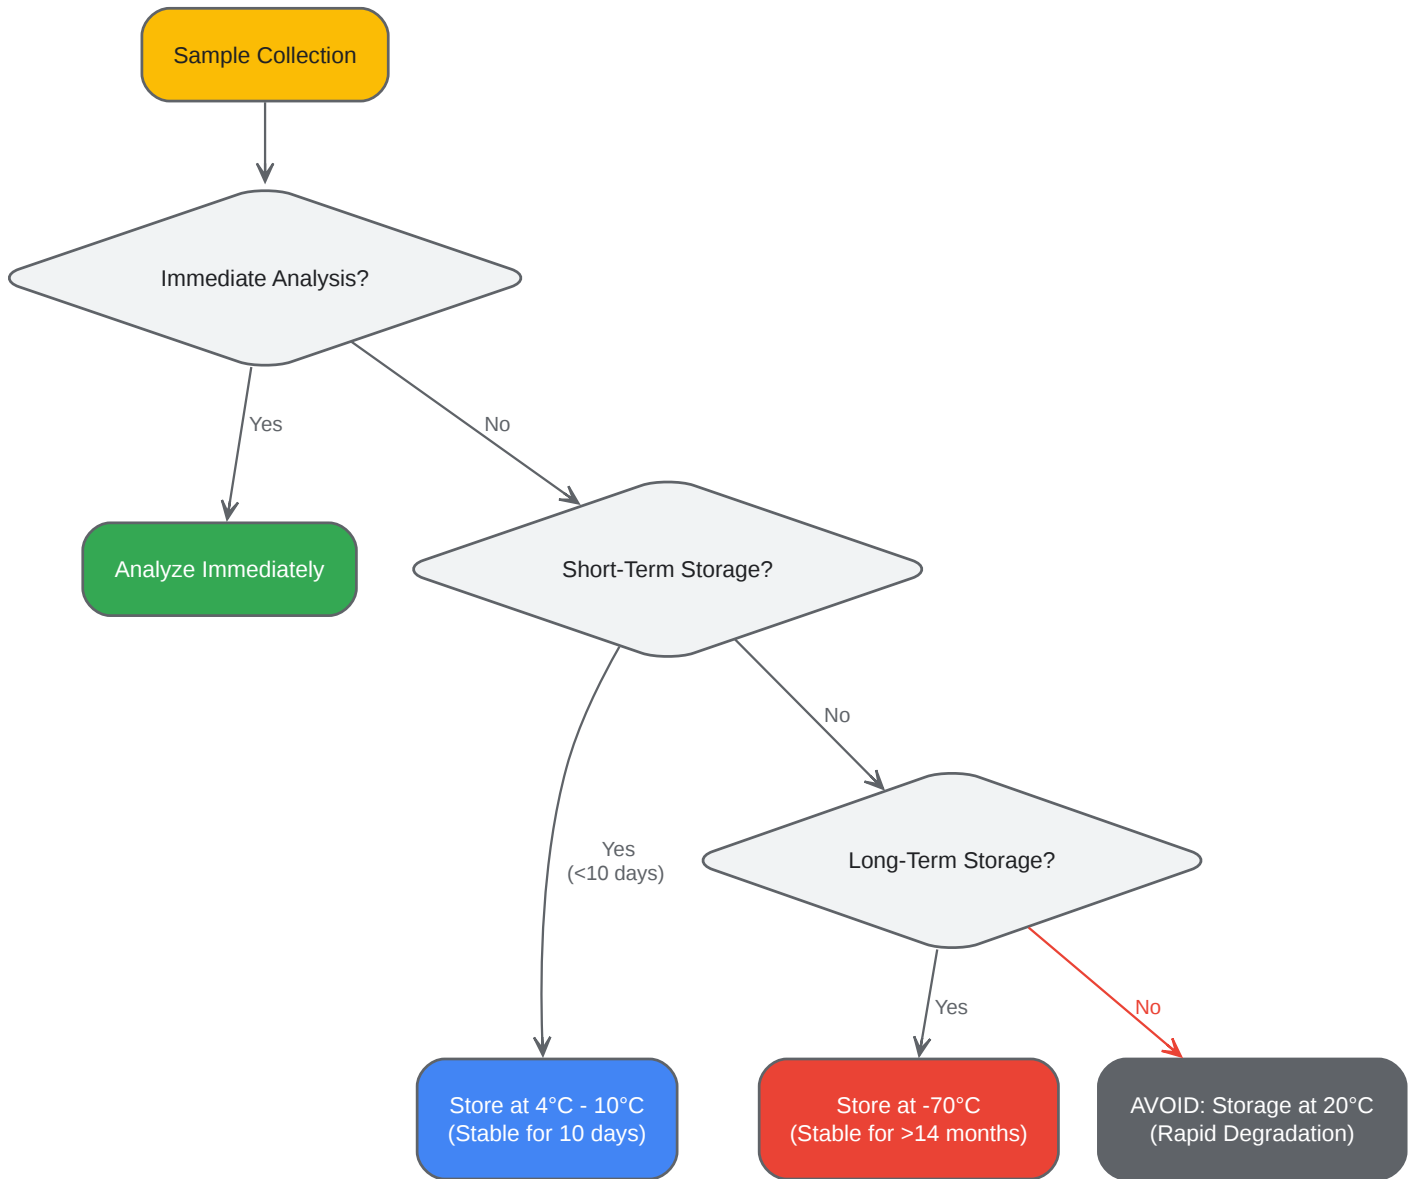 Sample Collection
Immediate Analysis?
Yes
No
Analyze Immediately
Short-Term Storage?
No
Yes
(<10 days)
Long-Term Storage?
Yes
No
Store at 4°C - 10°C
(Stable for 10 days)
Store at -70°C
(Stable for >14 months)
AVOID: Storage at 20°C
(Rapid Degradation)